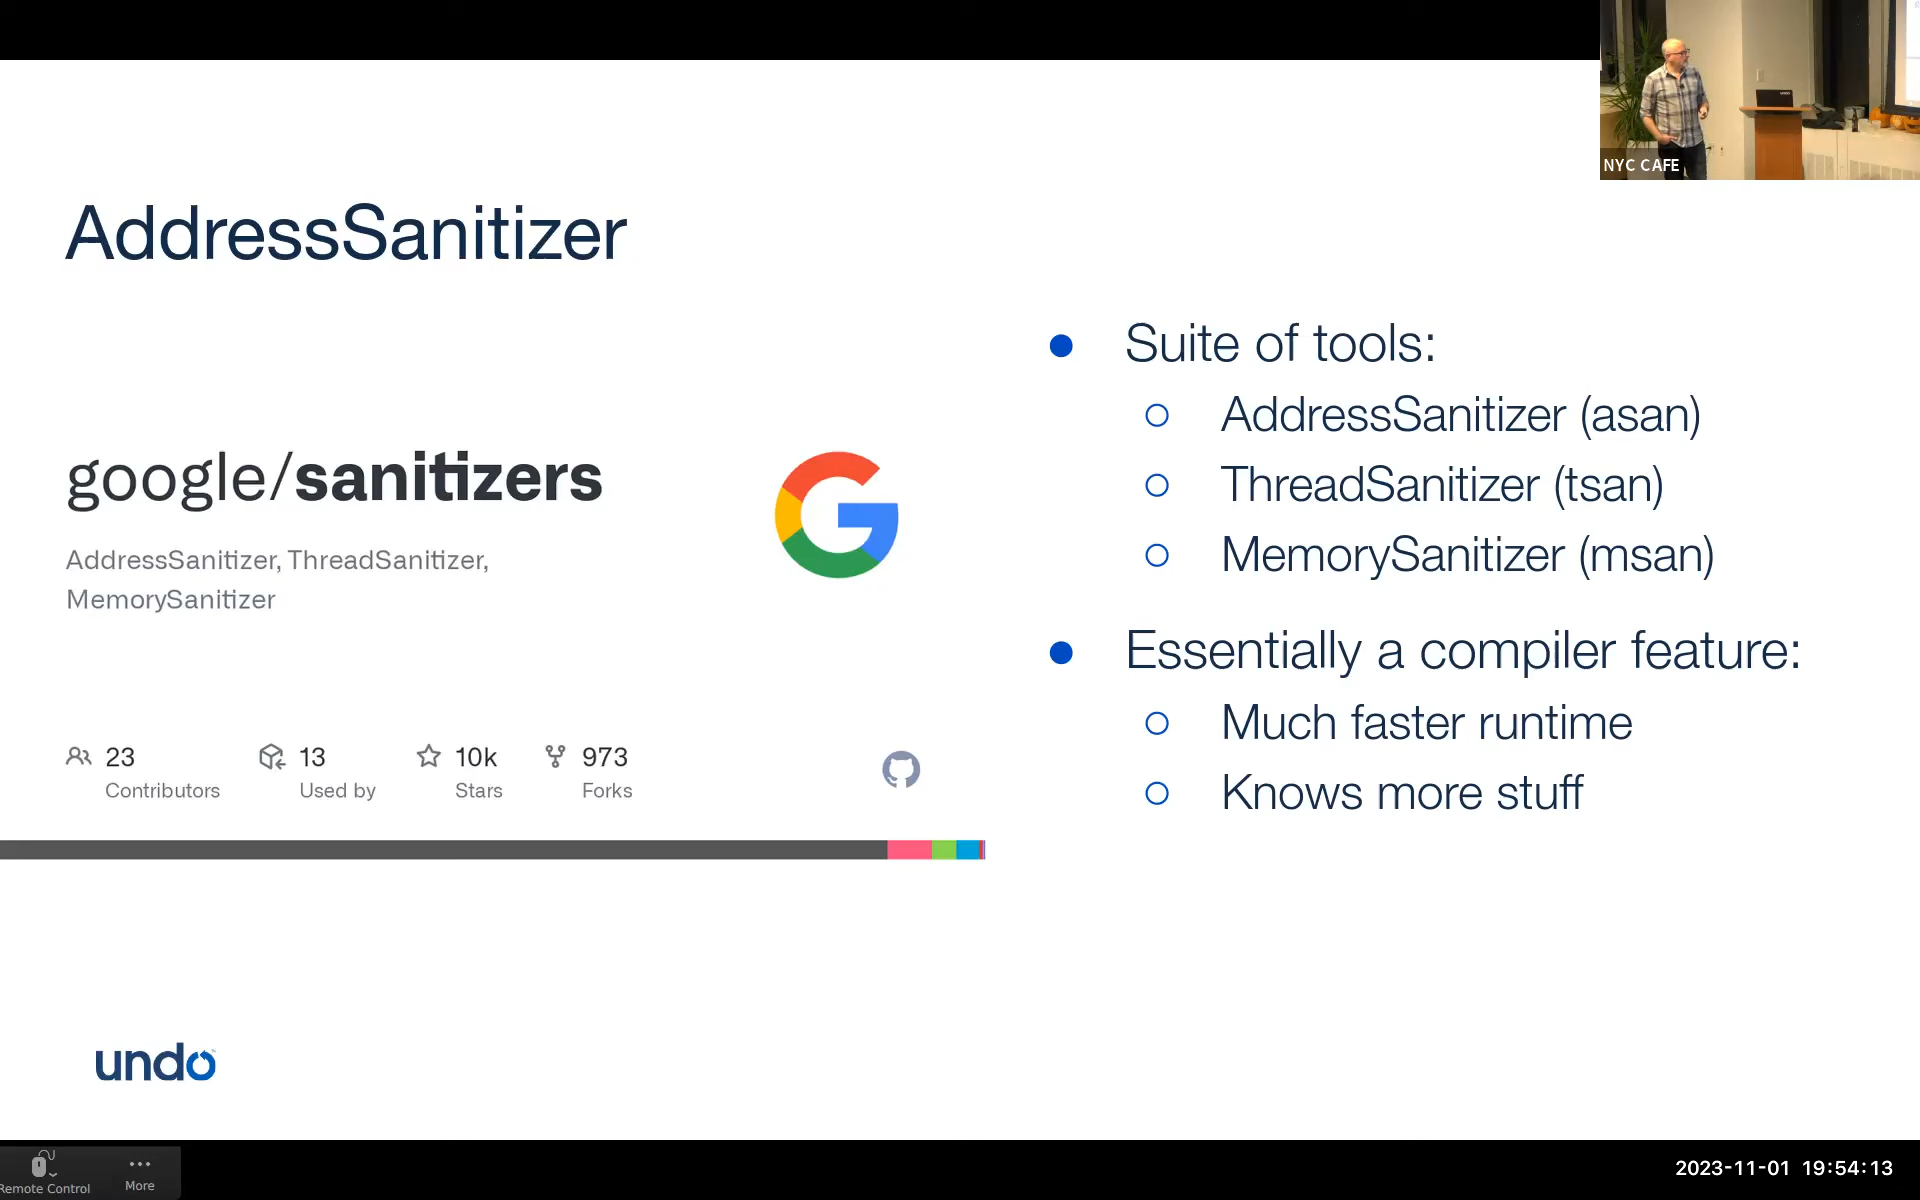 NYC CAFE
AddressSanitizer
google/sanitizers
AddressSanitizer, ThreadSanitizer,
MemorySanitizer
23
Contributors
13
Used by
10k
Stars
973
Forks
Suite of tools:
AddressSanitizer (asan)
ThreadSanitizer (tsan)
MemorySanitizer (msan)
Essentially a compiler feature:
Much faster runtime
Knows more stuff
undo
Remote Control
More
2023-11-01 19:54:13